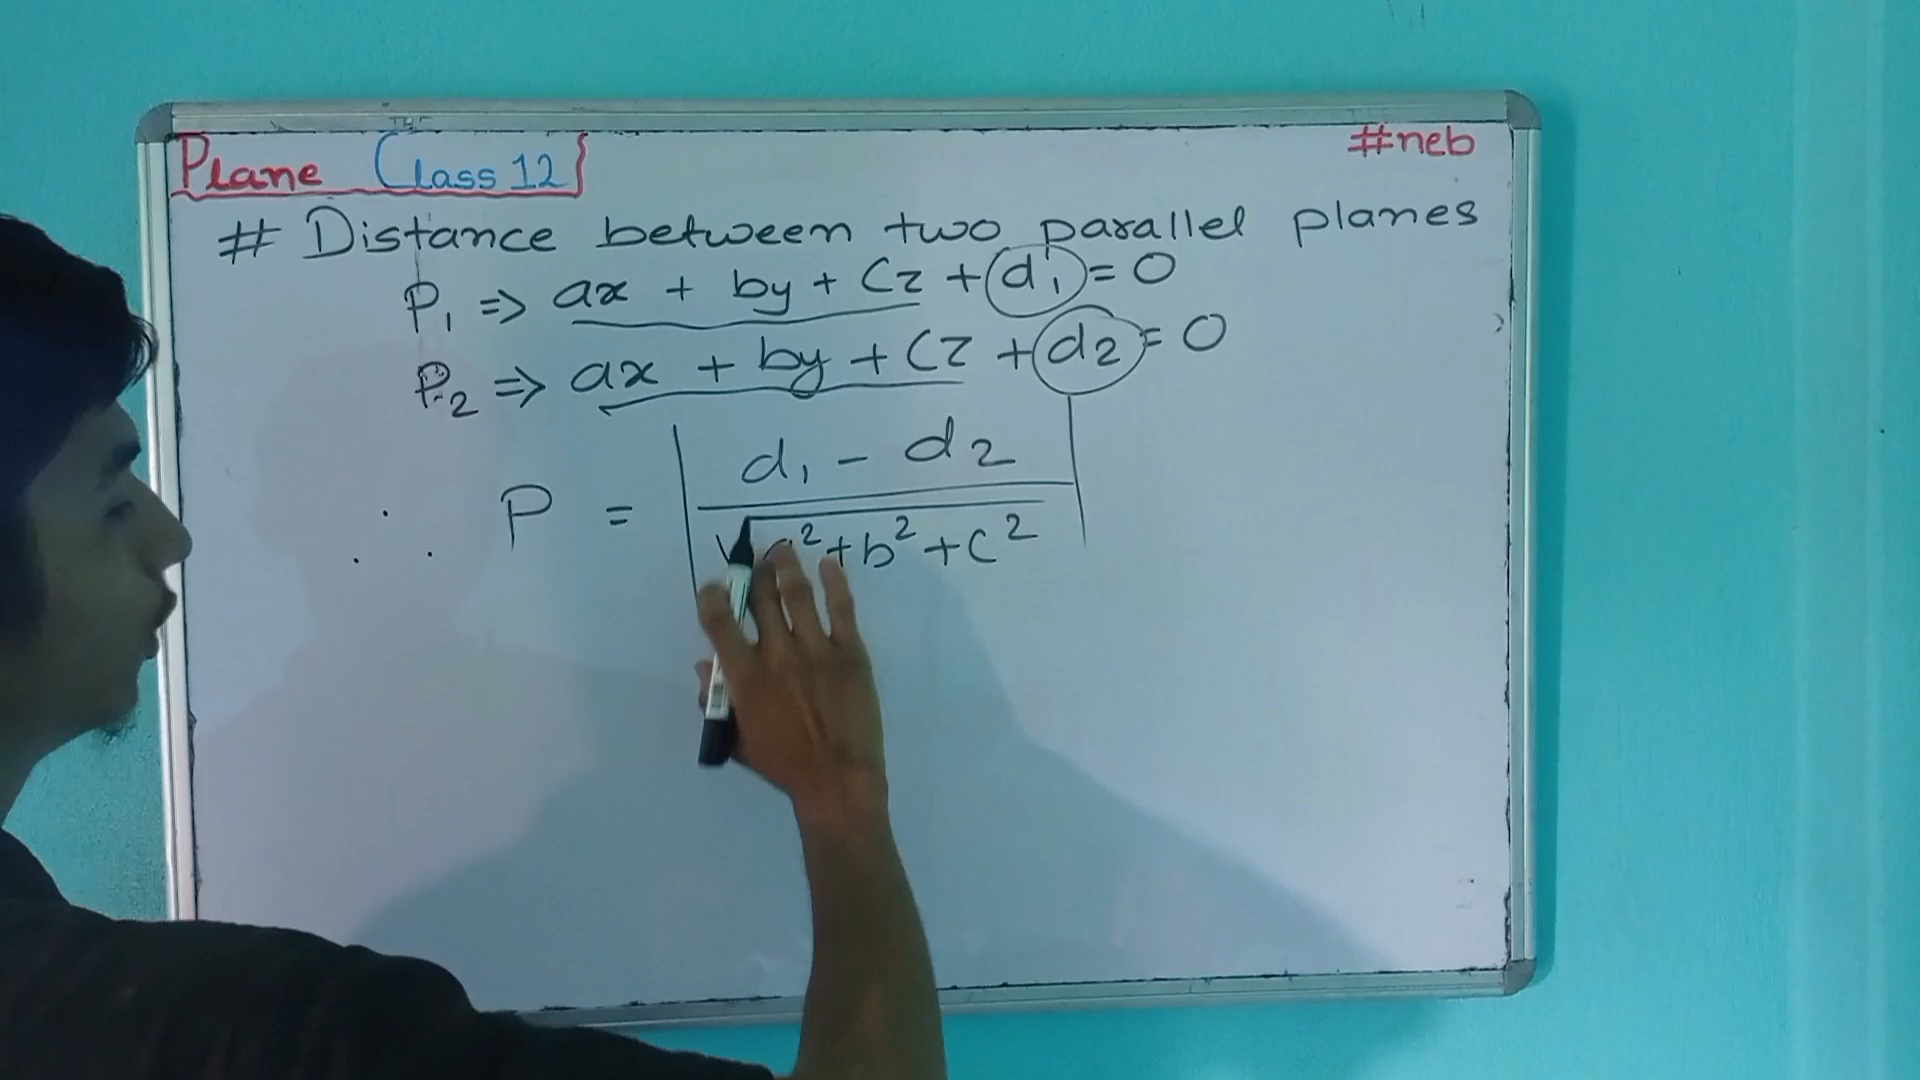 Plane Class 12
#neb
# Distance between two parallel planes
P₁ => ax + by + cz + d₁ = 0
P₂ => ax + by + cz + d₂ = 0
∴ P = | d₁ - d₂ / √a² + b² + c² |